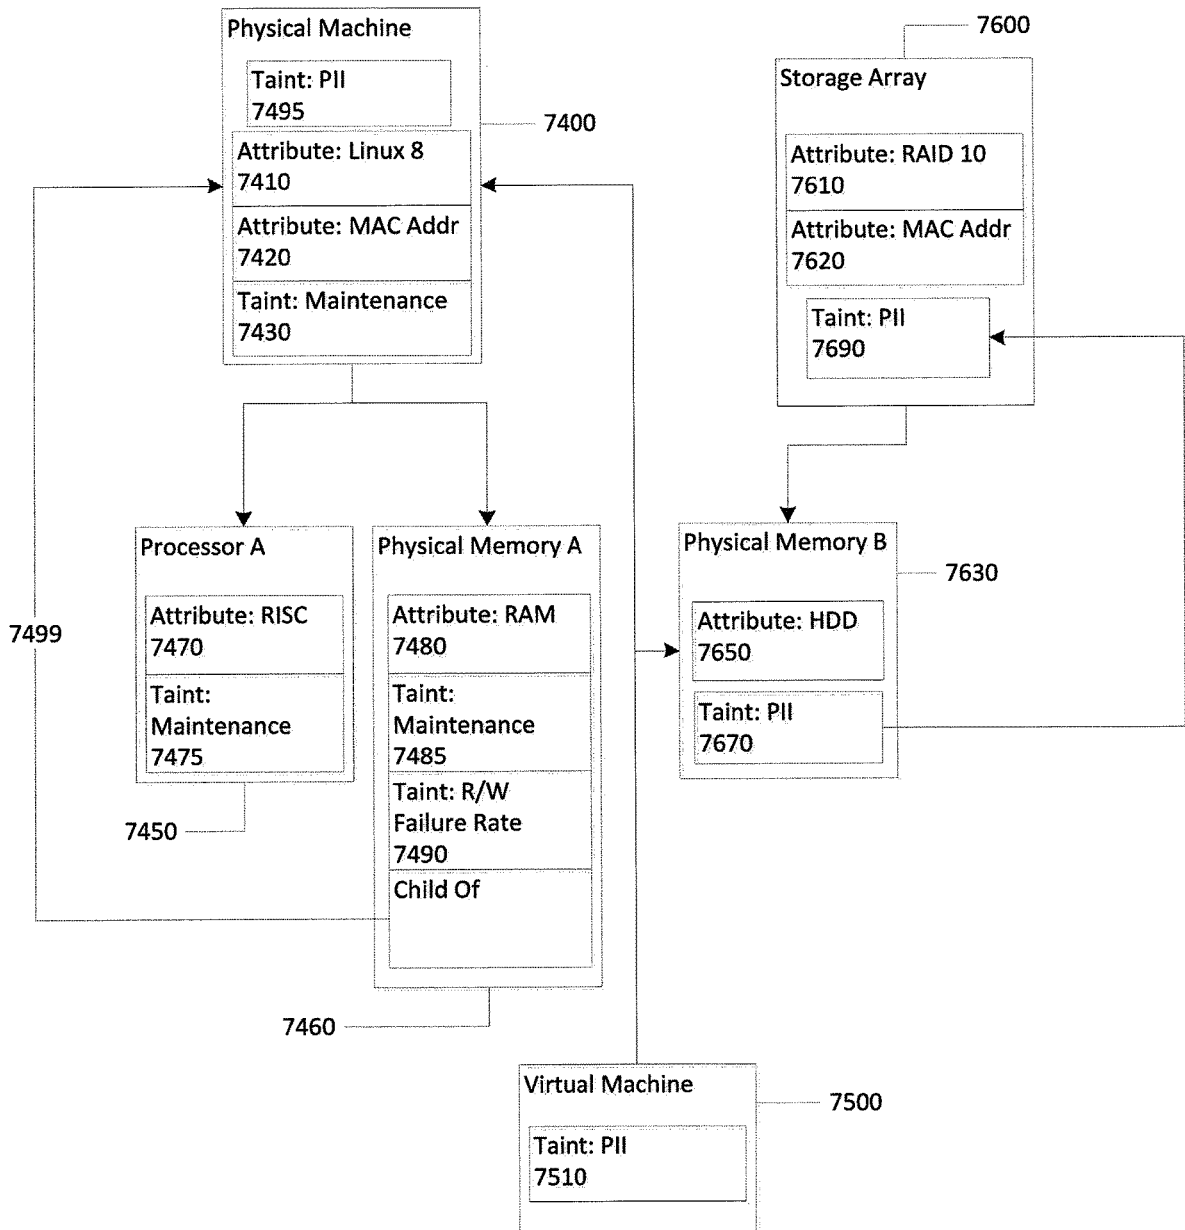 Physical Machine
Taint: PII
7495
Attribute: Linux 8
7410
Attribute: MAC Addr
7420
Taint: Maintenance
7430
7400
7600
Storage Array
Attribute: RAID 10
7610
Attribute: MAC Addr
7620
Taint: PII
7690
7499
Processor A
Attribute: RISC
7470
Taint:
Maintenance
7475
7450
Physical Memory A
Attribute: RAM
7480
Taint:
Maintenance
7485
Taint: R/W
Failure Rate
7490
Child Of
7460
Physical Memory B
7630
Attribute: HDD
7650
Taint: PII
7670
Virtual Machine
7500
Taint: PII
7510